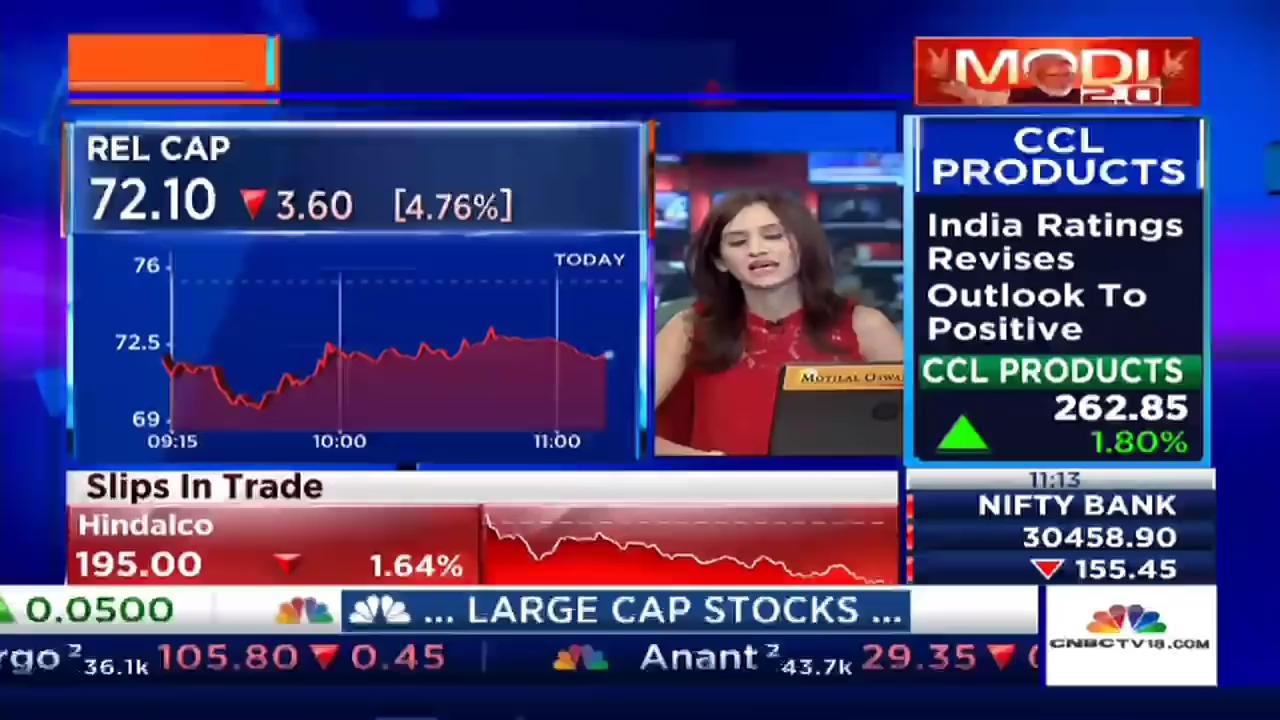 MODI
2.0
REL CAP
72.10 ▼ 3.60 [4.76%]
TODAY
76
72.5
69
09:15 10:00 11:00
MOTILAL OSWA
CCL
PRODUCTS
India Ratings
Revises
Outlook To
Positive
CCL PRODUCTS
262.85
1.80%
Slips In Trade
Hindalco
195.00 ▼ 1.64%
11:13
NIFTY BANK
30458.90
▼ 155.45
0.0500 ... LARGE CAP STOCKS ...
CNBCTV18.COM
rgo ² 36.1k 105.80 ▼ 0.45 Anant ² 43.7k 29.35 ▼